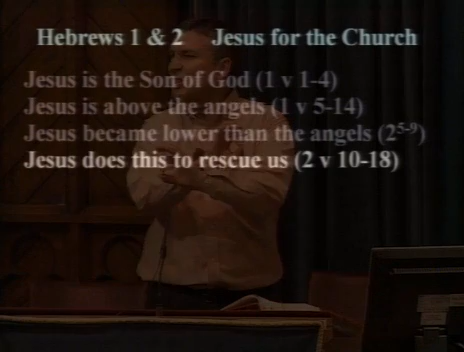 Hebrews 1 & 2 Jesus for the Church
Jesus is the Son of God (1 v 1-4)
Jesus is above the angels (1 v 5-14)
Jesus became lower than the angels (2⁵⁻⁹)
Jesus does this to rescue us (2 v 10-18)